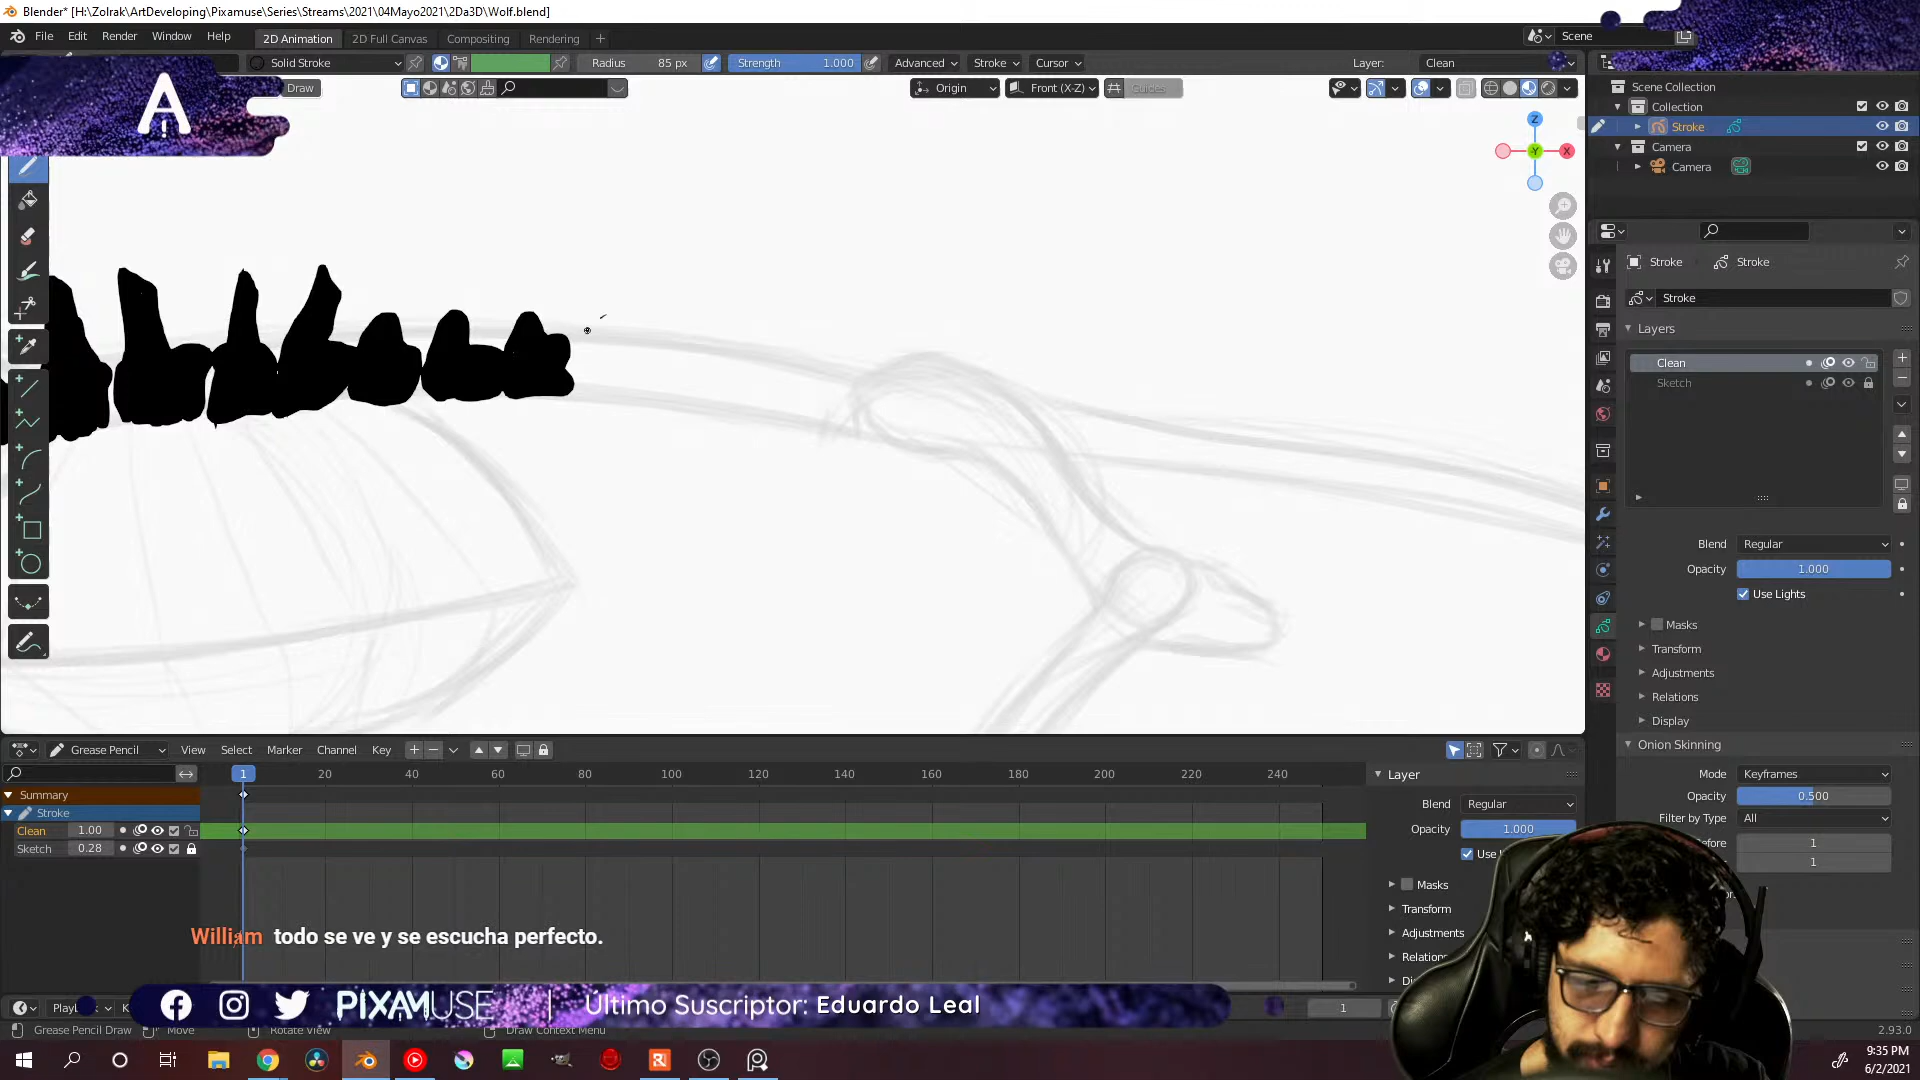 Blender* [H:\Zolrak\ArtDeveloping\Pixamuse\Series\Streams\2021\04Mayo2021\2Da3D\Wolf.blend]
File Edit Render Window Help 2D Animation 2D Full Canvas Compositing Rendering + Scene
Solid Stroke Radius 85 px Strength 1.000 Advanced Stroke Cursor Layer: Clean
A Draw Origin Front (X-Z) Guides
Scene Collection
Collection
Stroke
Camera
Camera
Z
-Y X
Stroke Stroke
Stroke
Layers
Clean
Sketch
Blend Regular
Opacity 1.000
Use Lights
Masks
Transform
Adjustments
Relations
Display
Onion Skinning
Mode Keyframes
Opacity 0.500
Filter by Type All
1
1
Grease Pencil View Select Marker Channel Key
1 20 40 60 80 100 120 140 160 180 200 220 240
Summary
Stroke
Clean 1.00
Sketch 0.28
Layer
Blend Regular
Opacity 1.000
Masks
Transform
Adjustments
William todo se ve y se escucha perfecto.
PIXAMUSE | Último Suscriptor: Eduardo Leal
1
Grease Pencil Draw Move Rotate View Draw Context Menu 2.93.0
9:35 PM
6/2/2021